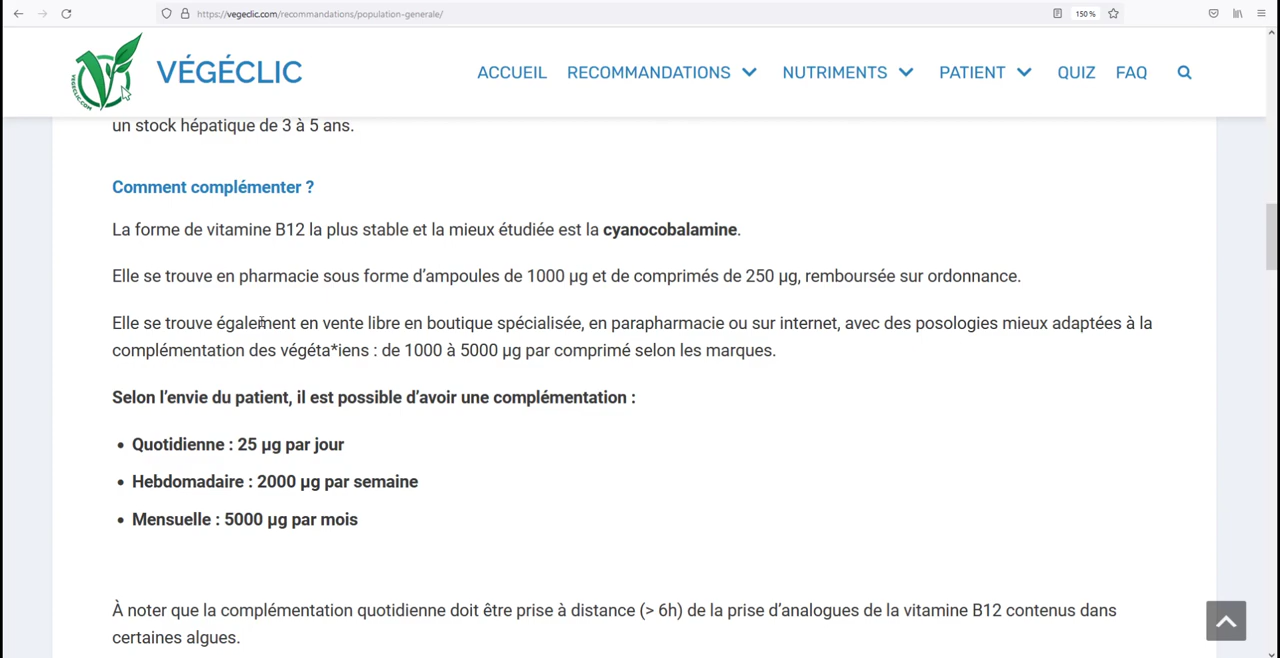 https://vegeclic.com/recommandations/population-generale/
150 %
VEGECLIC.COM
VÉGÉCLIC
ACCUEIL RECOMMANDATIONS NUTRIMENTS PATIENT QUIZ FAQ
un stock hépatique de 3 à 5 ans.
Comment complémenter ?
La forme de vitamine B12 la plus stable et la mieux étudiée est la cyanocobalamine.
Elle se trouve en pharmacie sous forme d’ampoules de 1000 µg et de comprimés de 250 µg, remboursée sur ordonnance.
Elle se trouve également en vente libre en boutique spécialisée, en parapharmacie ou sur internet, avec des posologies mieux adaptées à la
complémentation des végéta*iens : de 1000 à 5000 µg par comprimé selon les marques.
Selon l’envie du patient, il est possible d’avoir une complémentation :
• Quotidienne : 25 µg par jour
• Hebdomadaire : 2000 µg par semaine
• Mensuelle : 5000 µg par mois
À noter que la complémentation quotidienne doit être prise à distance (> 6h) de la prise d’analogues de la vitamine B12 contenus dans
certaines algues.